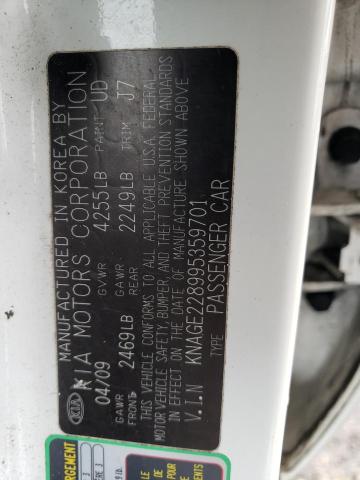 MANUFACTURED IN KOREA BY
KIA MOTORS CORPORATION
04/09 4255LB PAINT UD
GVWR
2469LB 2249LB TRIM J7
GAWR FRONT GAWR REAR
THIS VEHICLE CONFORMS TO ALL APPLICABLE U.S.A. FEDERAL
MOTOR VEHICLE SAFETY, BUMPER, AND THEFT PREVENTION STANDARDS
IN EFFECT ON THE DATE OF MANUFACTURE SHOWN ABOVE
V.I.N KNAGE228995359701
TYPE PASSENGER CAR
KIA